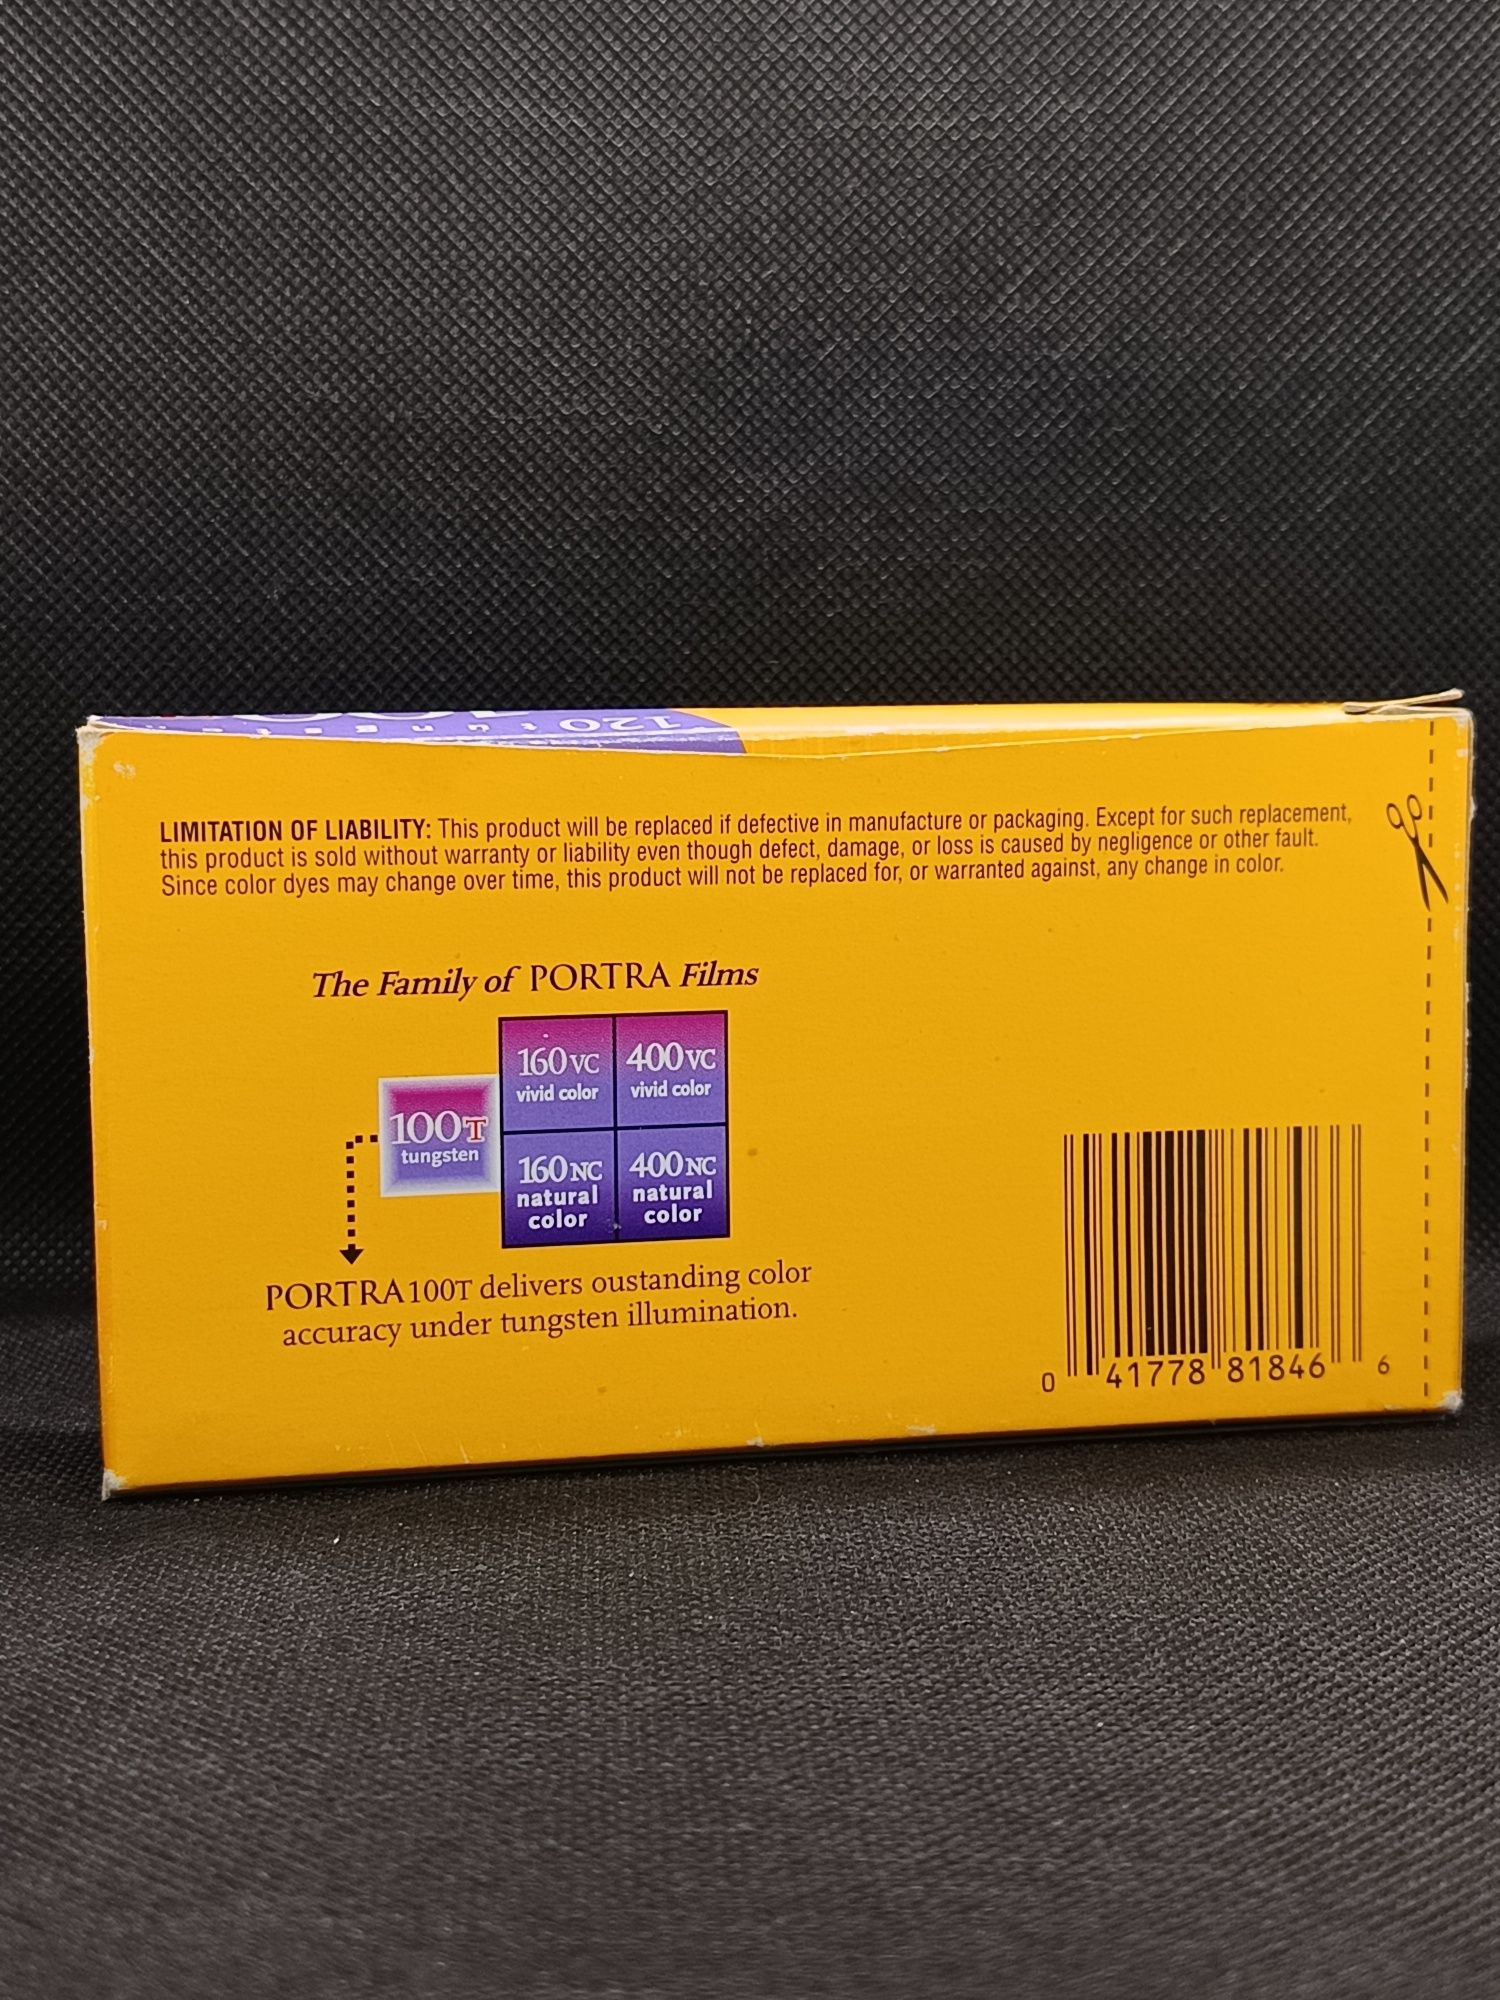 120
LIMITATION OF LIABILITY: This product will be replaced if defective in manufacture or packaging. Except for such replacement,
this product is sold without warranty or liability even though defect, damage, or loss is caused by negligence or other fault.
Since color dyes may change over time, this product will not be replaced for, or warranted against, any change in color.
The Family of PORTRA Films
160VC 400VC
vivid color vivid color
100T
tungsten
160NC 400NC
natural natural
color color
PORTRA 100T delivers oustanding color
accuracy under tungsten illumination.
0 41778 81846 6